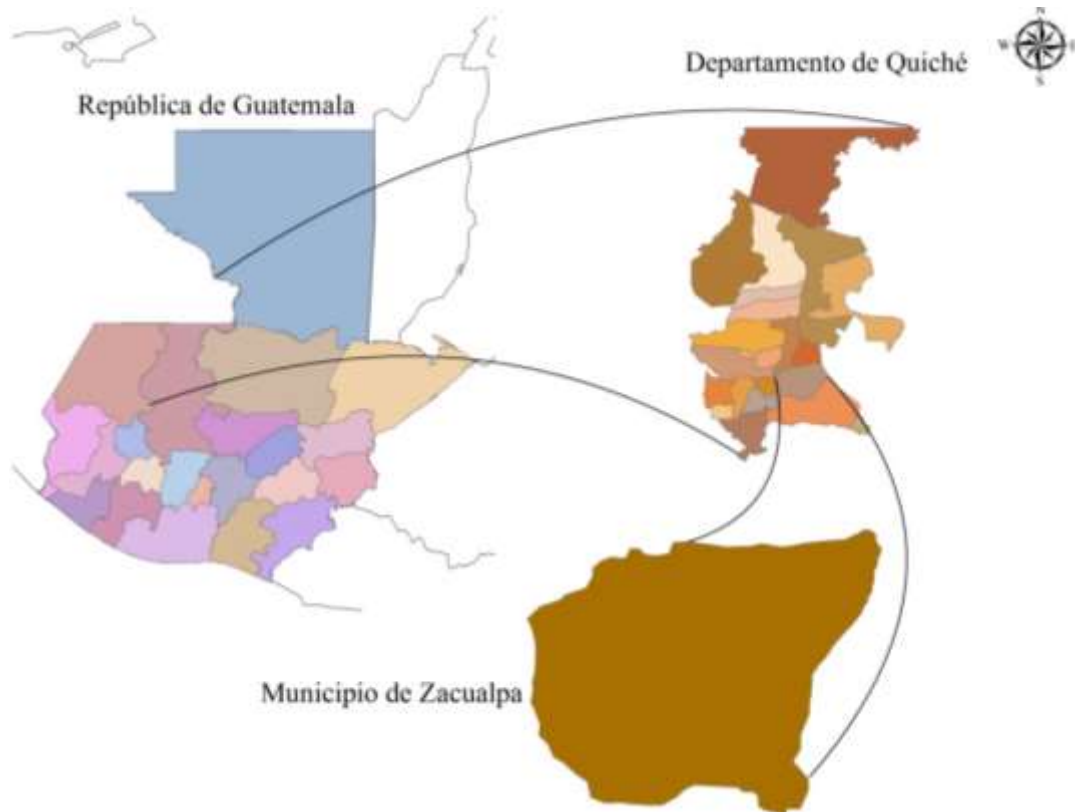 N
Departamento de Quiché
W
E
S
República de Guatemala
Municipio de Zacualpa